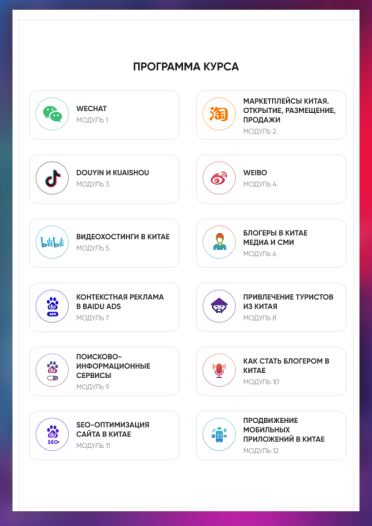 ПРОГРАММА КУРСА
WECHAT
МОДУЛЬ 1
МАРКЕТПЛЕЙСЫ КИТАЯ.
ОТКРЫТИЕ, РАЗМЕЩЕНИЕ,
ПРОДАЖИ
МОДУЛЬ 2
DOUYIN И KUAISHOU
МОДУЛЬ 3
WEIBO
МОДУЛЬ 4
ВИДЕОХОСТИНГИ В КИТАЕ
МОДУЛЬ 5
БЛОГЕРЫ В КИТАЕ
МЕДИА И СМИ
МОДУЛЬ 6
КОНТЕКСТНАЯ РЕКЛАМА
В BAIDU ADS
МОДУЛЬ 7
ПРИВЛЕЧЕНИЕ ТУРИСТОВ
ИЗ КИТАЯ
МОДУЛЬ 8
ПОИСКОВО-
ИНФОРМАЦИОННЫЕ
СЕРВИСЫ
МОДУЛЬ 9
КАК СТАТЬ БЛОГЕРОМ В
КИТАЕ
МОДУЛЬ 10
SEO+
SEO-ОПТИМИЗАЦИЯ
САЙТА В КИТАЕ
МОДУЛЬ 11
ПРОДВИЖЕНИЕ
МОБИЛЬНЫХ
ПРИЛОЖЕНИЙ В КИТАЕ
МОДУЛЬ 12